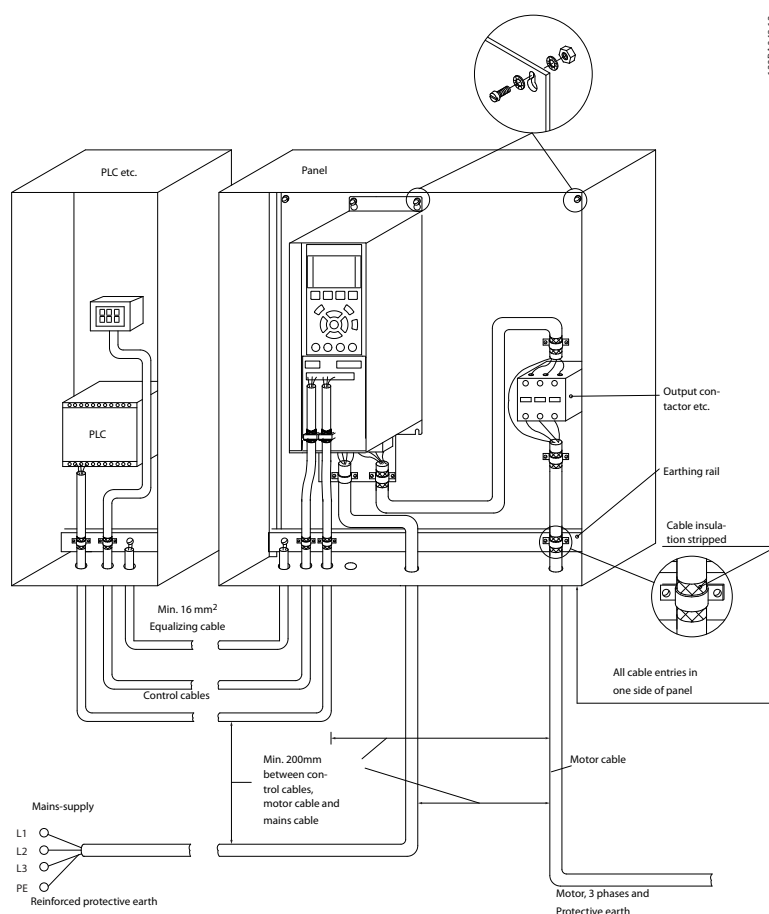 PLC etc.
Panel
PLC
Output con-
tactor etc.
Earthing rail
Cable insula-
tion stripped
Min. 16 mm²
Equalizing cable
Control cables
All cable entries in
one side of panel
Min. 200mm
between con-
trol cables,
motor cable and
mains cable
Motor cable
Mains-supply
L1
L2
L3
PE
Reinforced protective earth
Motor, 3 phases and
Protective earth